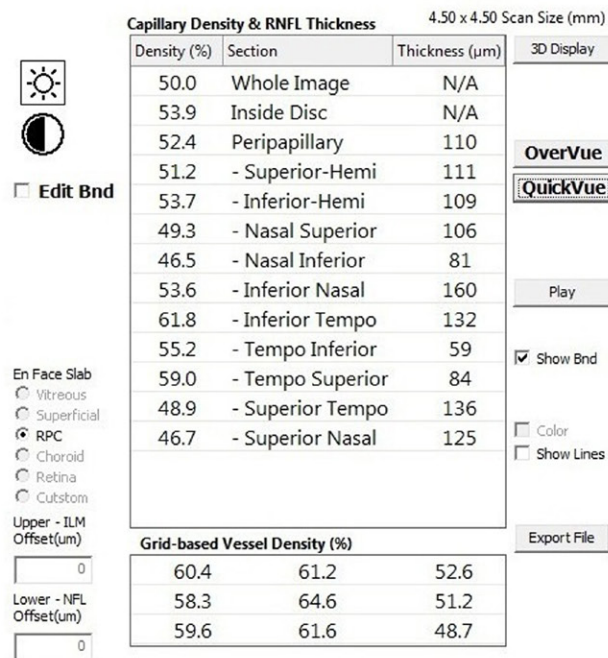 Capillary Density & RNFL Thickness 4.50 x 4.50 Scan Size (mm)
Density (%) Section Thickness (µm) 3D Display
50.0 Whole Image N/A
53.9 Inside Disc N/A
52.4 Peripapillary 110
OverVue
51.2 - Superior-Hemi 111
Edit Bnd 53.7 - Inferior-Hemi 109 QuickVue
49.3 - Nasal Superior 106
46.5 - Nasal Inferior 81
53.6 - Inferior Nasal 160 Play
61.8 - Inferior Tempo 132
55.2 - Tempo Inferior 59 Show Bnd
En Face Slab 59.0 - Tempo Superior 84
Vitreous
Superficial 48.9 - Superior Tempo 136
RPC 46.7 - Superior Nasal 125 Color
Choroid Show Lines
Retina
Cutstom
Upper - ILM
Offset(um) Grid-based Vessel Density (%) Export File
0 60.4 61.2 52.6
Lower - NFL 58.3 64.6 51.2
Offset(um)
0 59.6 61.6 48.7